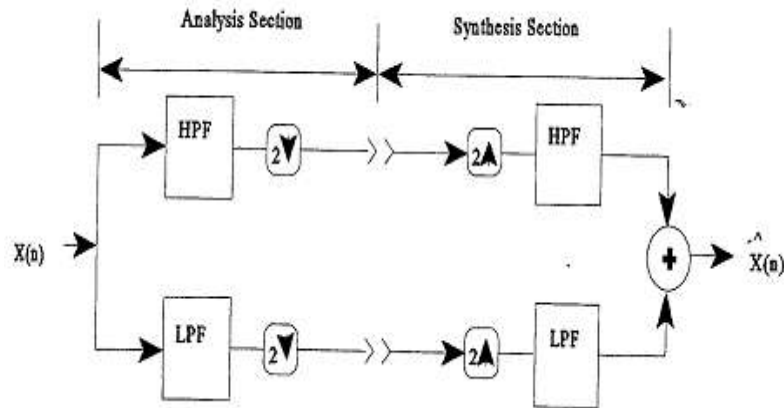 Analysis Section
Synthesis Section
HPF
2
2
HPF
X(n)
+
X̂(n)
LPF
2
2
LPF